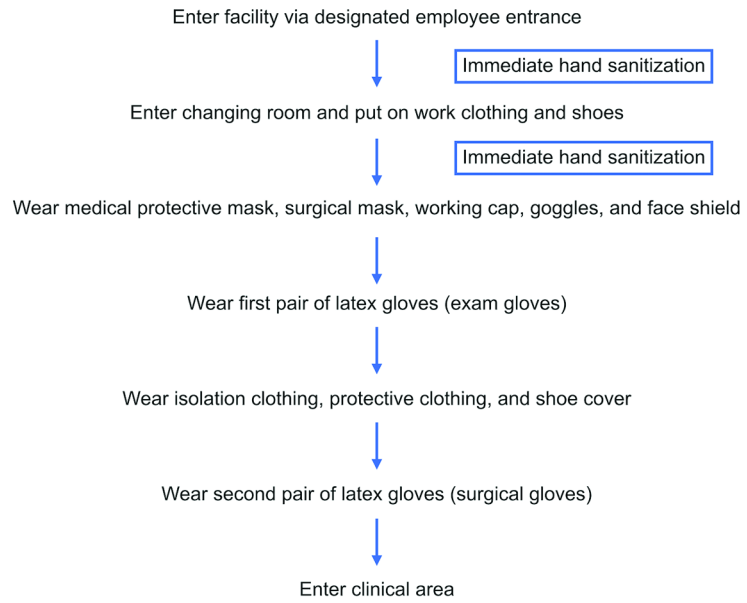 Enter facility via designated employee entrance
Immediate hand sanitization
Enter changing room and put on work clothing and shoes
Immediate hand sanitization
Wear medical protective mask, surgical mask, working cap, goggles, and face shield
Wear first pair of latex gloves (exam gloves)
Wear isolation clothing, protective clothing, and shoe cover
Wear second pair of latex gloves (surgical gloves)
Enter clinical area